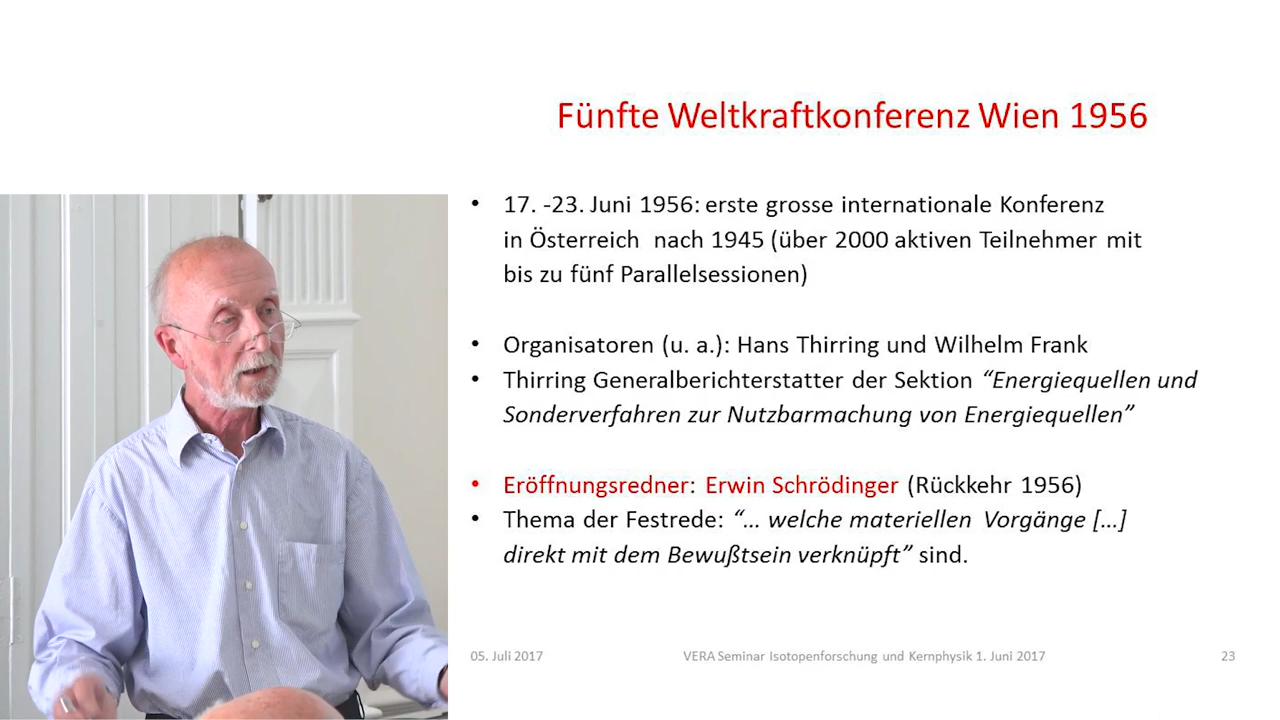 Fünfte Weltkraftkonferenz Wien 1956
• 17. -23. Juni 1956: erste grosse internationale Konferenz
in Österreich nach 1945 (über 2000 aktiven Teilnehmer mit
bis zu fünf Parallelsessionen)
• Organisatoren (u. a.): Hans Thirring und Wilhelm Frank
• Thirring Generalberichterstatter der Sektion “Energiequellen und
Sonderverfahren zur Nutzbarmachung von Energiequellen”
• Eröffnungsredner: Erwin Schrödinger (Rückkehr 1956)
• Thema der Festrede: “… welche materiellen Vorgänge […]
direkt mit dem Bewußtsein verknüpft” sind.
05. Juli 2017 VERA Seminar Isotopenforschung und Kernphysik 1. Juni 2017 23